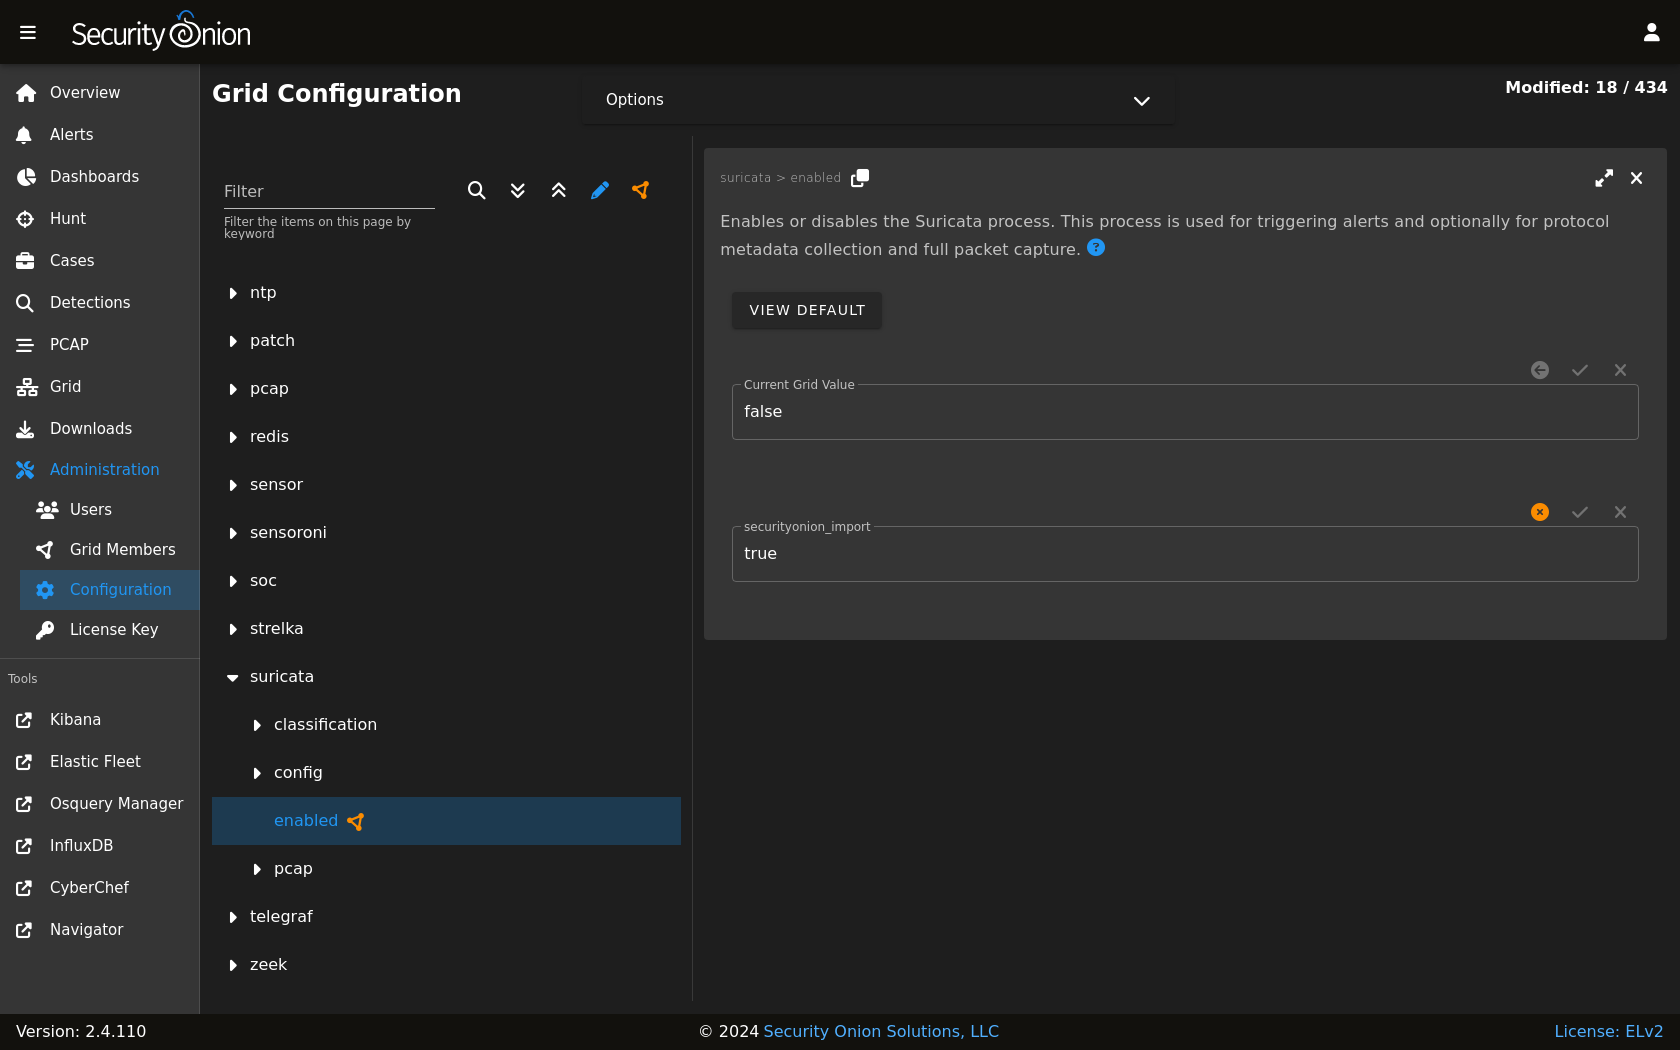 Security Onion
Overview
Alerts
Dashboards
Hunt
Cases
Detections
PCAP
Grid
Downloads
Administration
Users
Grid Members
Configuration
License Key
Tools
Kibana
Elastic Fleet
Osquery Manager
InfluxDB
CyberChef
Navigator
Grid Configuration
Options
Modified: 18 / 434
Filter
Filter the items on this page by
keyword
ntp
patch
pcap
redis
sensor
sensoroni
soc
strelka
suricata
classification
config
enabled
pcap
telegraf
zeek
suricata > enabled
Enables or disables the Suricata process. This process is used for triggering alerts and optionally for protocol
metadata collection and full packet capture. ?
VIEW DEFAULT
Current Grid Value
false
securityonion_import
true
Version: 2.4.110
© 2024 Security Onion Solutions, LLC
License: ELv2